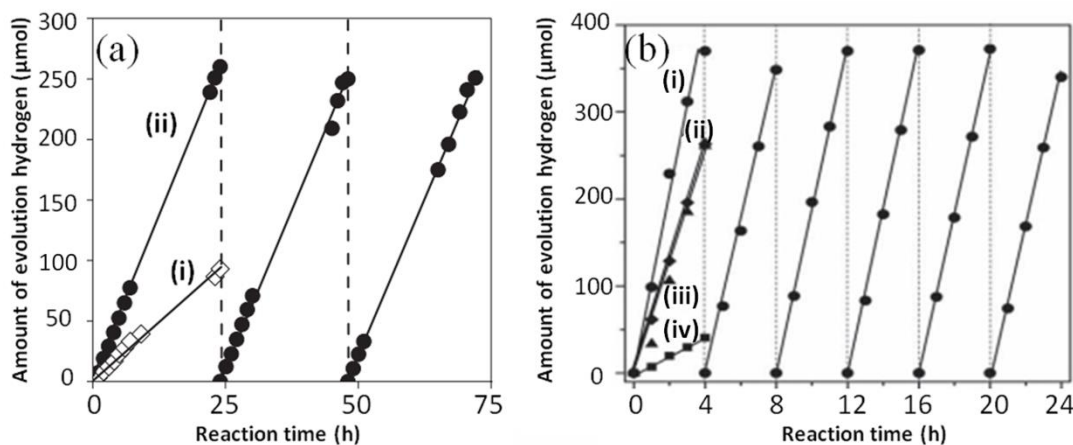 (a)
Amount of evolution hydrogen (μmol)
300
250
200
150
100
50
0
(ii)
(i)
0
25
50
75
Reaction time (h)
(b)
Amount of evolution hydrogen (μmol)
400
300
200
100
0
(i)
(ii)
(iii)
(iv)
0
4
8
12
16
20
24
Reaction time (h)